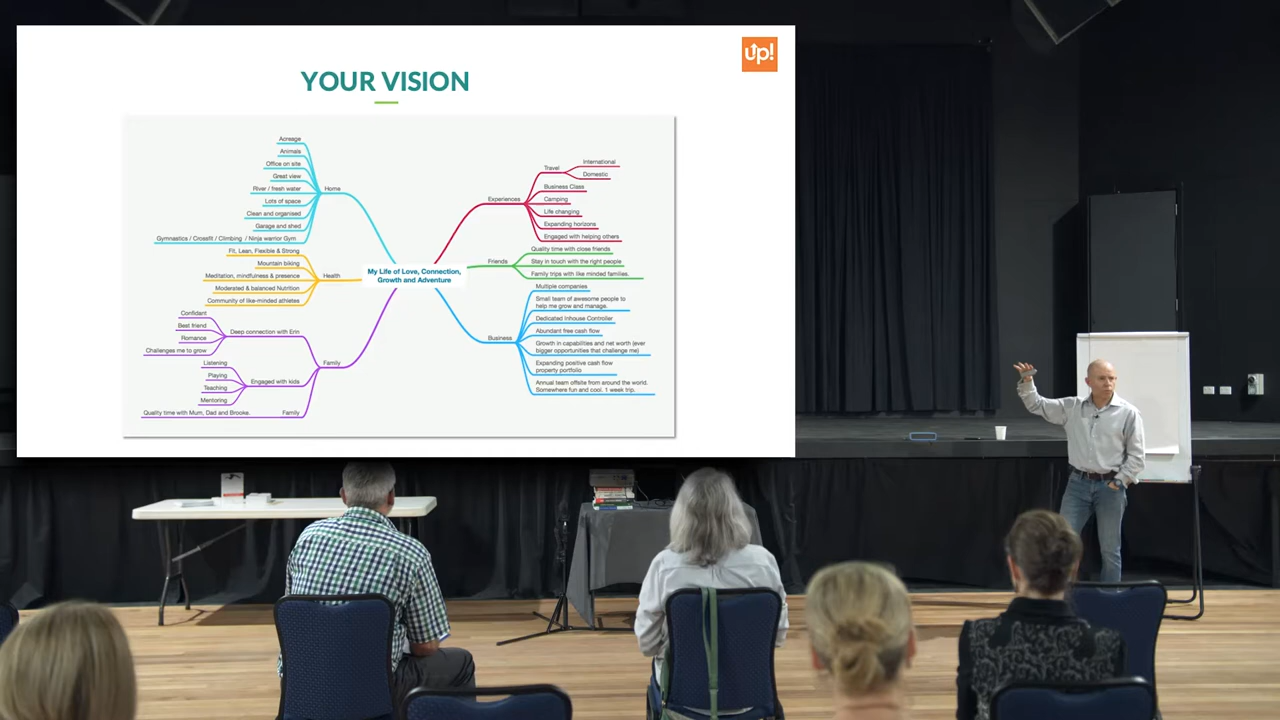 up!
YOUR VISION
Acreage
Animals
Office on site
Great view
River / fresh water
Lots of space
Clean and organised
Garage and shed
Gymnastics / Crossfit / Climbing / Ninja warrior Gym
Home
Fit, Lean, Flexible & Strong
Mountain biking
Meditation, mindfulness & presence
Moderated & balanced Nutrition
Community of like-minded athletes
Health
Confidant
Best friend
Romance
Challenges me to grow
Deep connection with Erin
Listening
Playing
Teaching
Mentoring
Engaged with kids
Quality time with Mum, Dad and Brooke.
Family
Family
My Life of Love, Connection,
Growth and Adventure
Experiences
Travel
International
Domestic
Business Class
Camping
Life changing
Expanding horizons
Engaged with helping others
Friends
Quality time with close friends
Stay in touch with the right people
Family trips with like minded families.
Business
Multiple companies
Small team of awesome people to
help me grow and manage.
Dedicated Inhouse Controller
Abundant free cash flow
Growth in capabilities and net worth (ever
bigger opportunities that challenge me)
Expanding positive cash flow
property portfolio
Annual team offsite from around the world.
Somewhere fun and cool. 1 week trip.